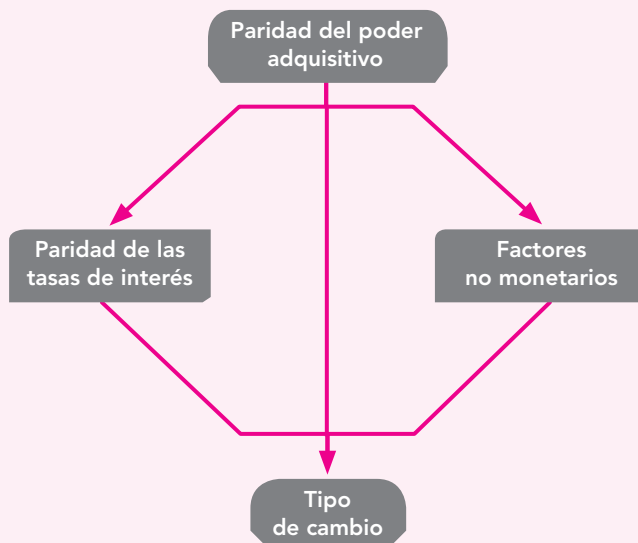 Paridad del poder
adquisitivo
Paridad de las
tasas de interés
Factores
no monetarios
Tipo
de cambio